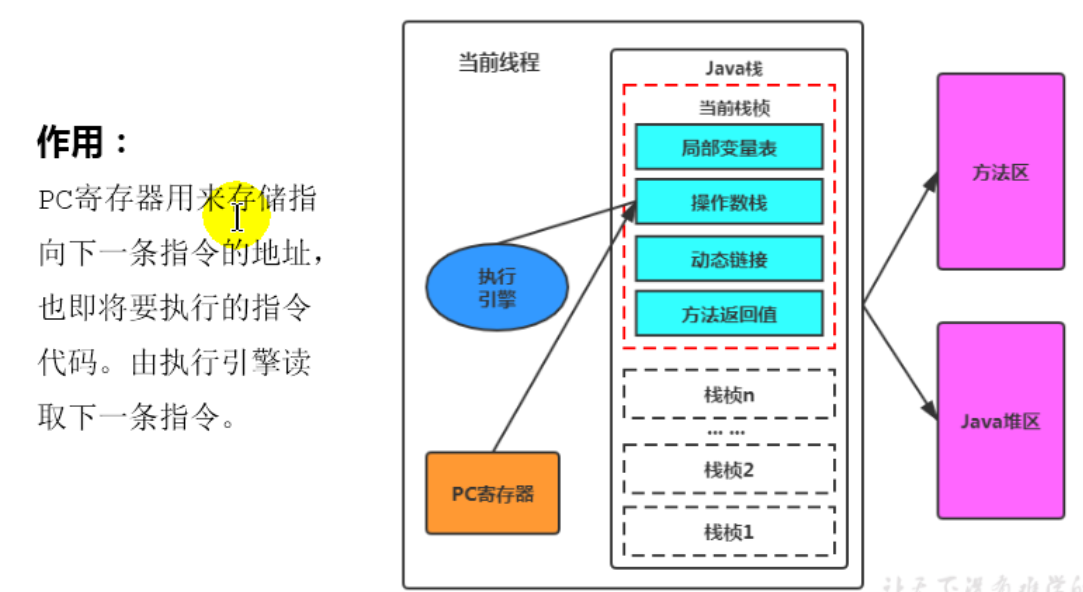 作用：
PC寄存器用来存储指
向下一条指令的地址，
也即将要执行的指令
代码。由执行引擎读
取下一条指令。
当前线程
Java栈
当前栈桢
局部变量表
操作数栈
动态链接
方法返回值
栈桢n
... ...
栈桢2
栈桢1
执行
引擎
PC寄存器
方法区
Java堆区